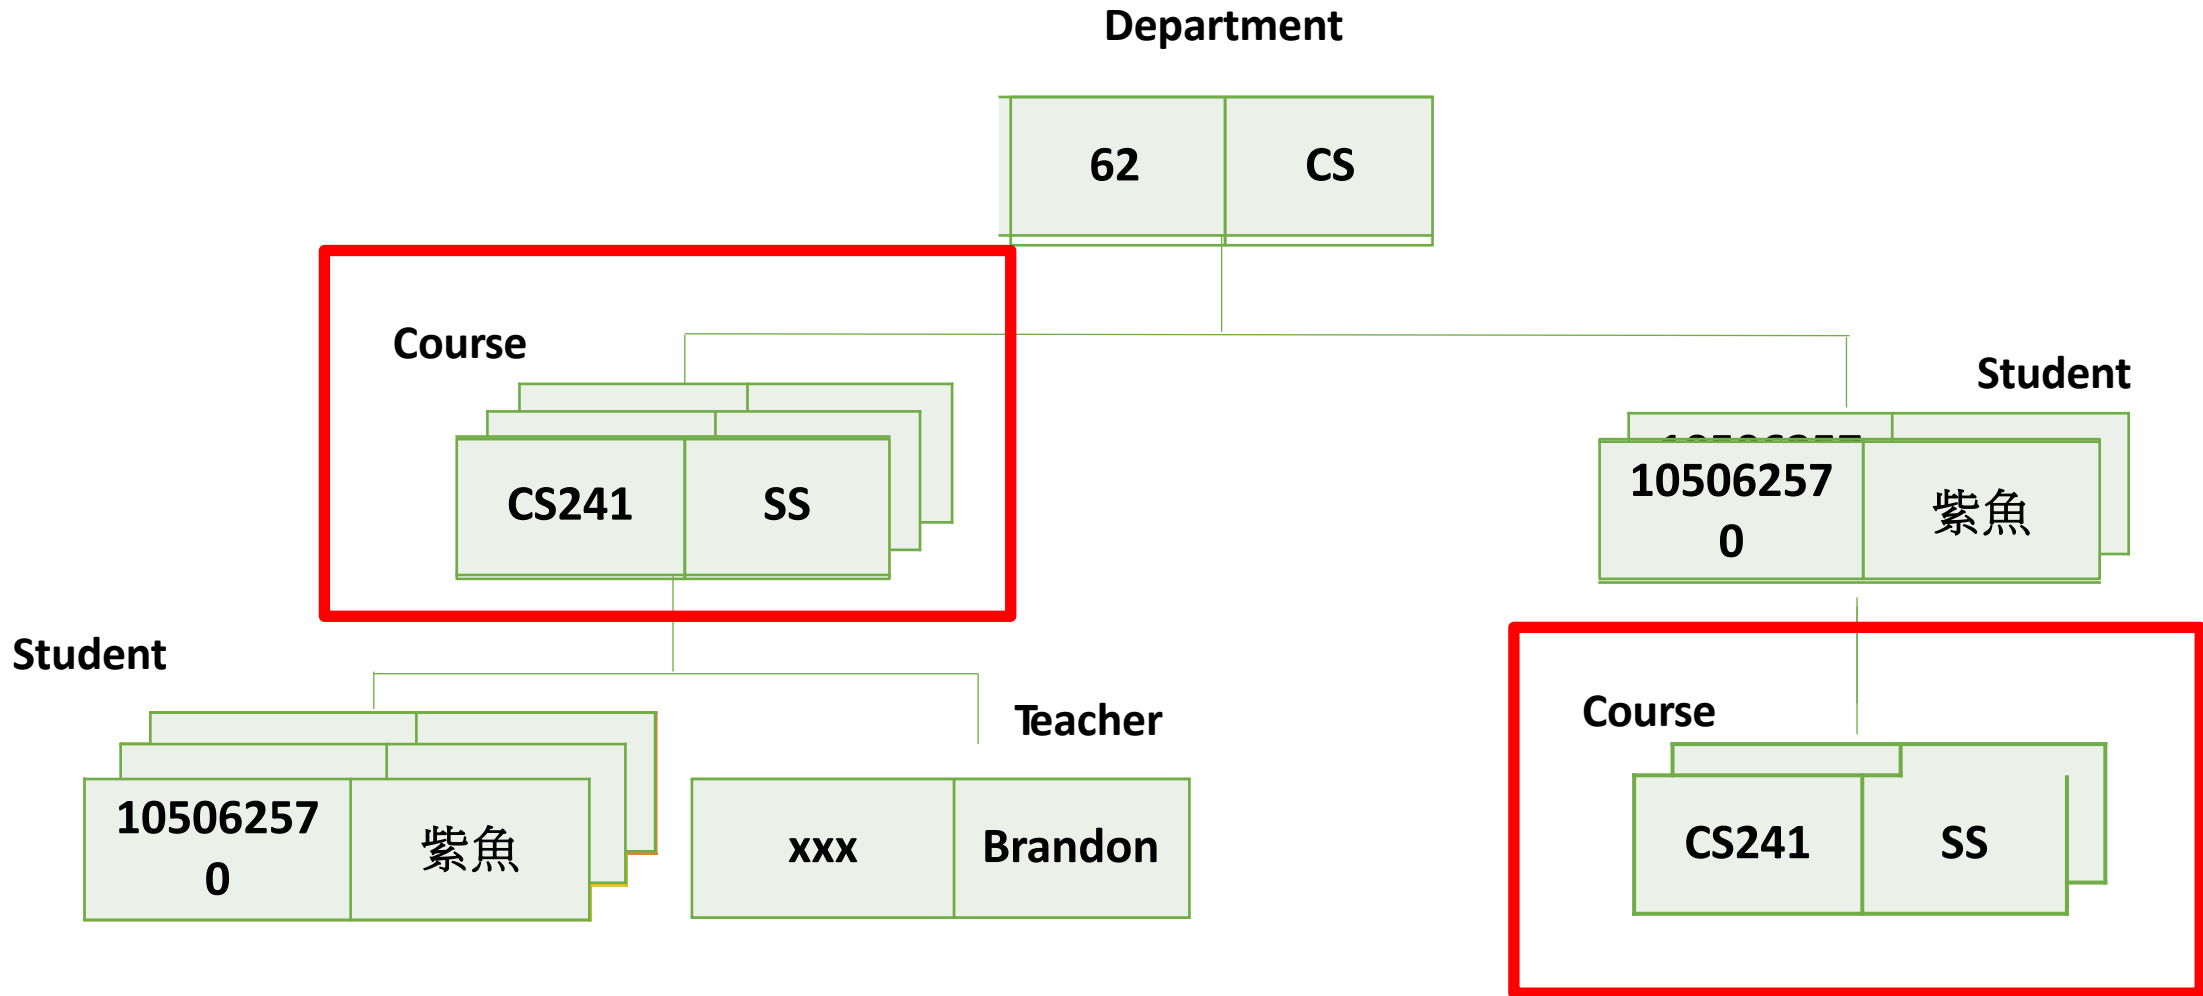 Department
62 CS
Course
CS241 SS
Student
10506257
0
紫魚
Student
10506257
0
紫魚
Teacher
xxx Brandon
Course
CS241 SS